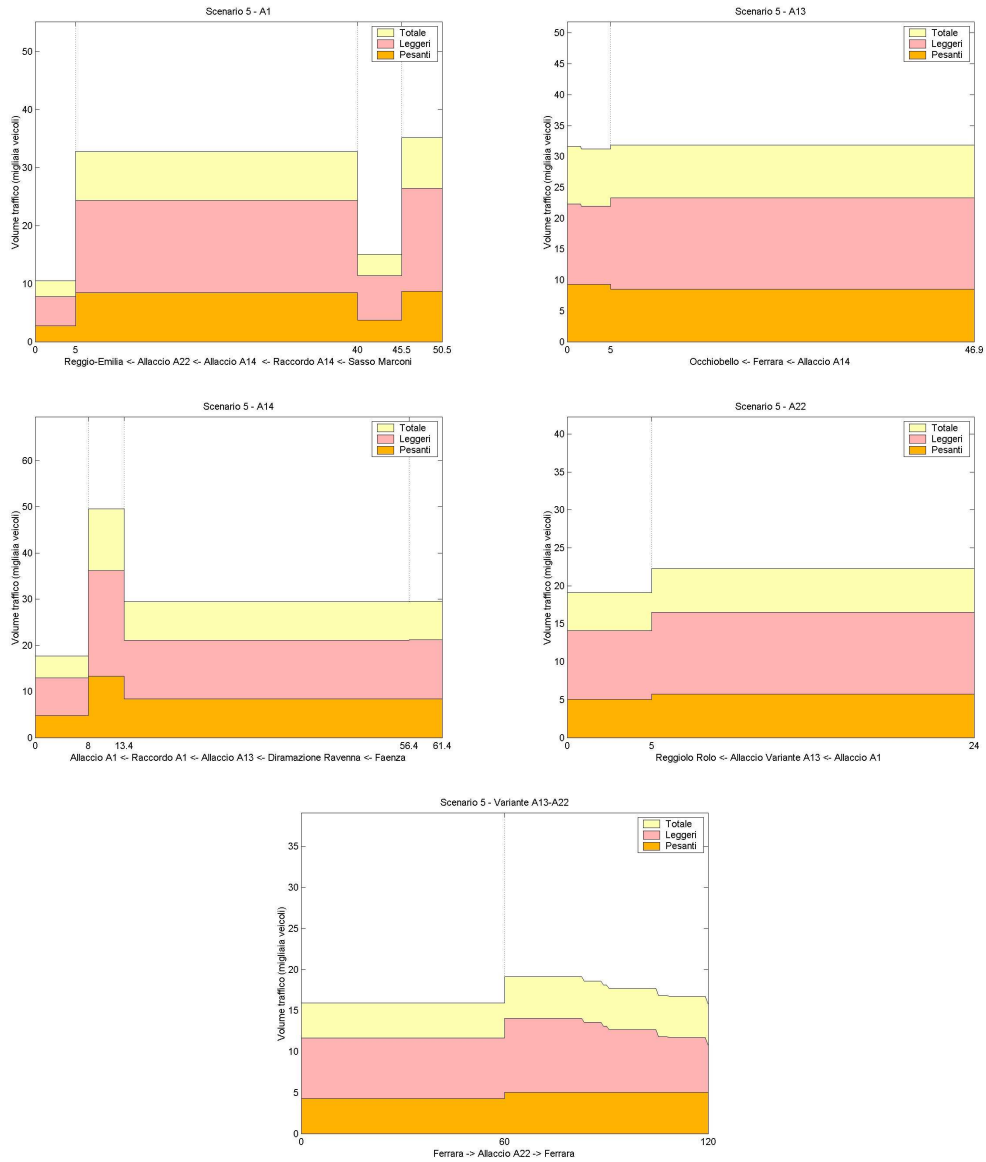 Scenario 5 - A1
Volume traffico (migliaia veicoli)
50
40
30
20
10
0
Totale
Leggeri
Pesanti
0 5 40 45.5 50.5
Reggio-Emilia <- Allaccio A22 <- Allaccio A14 <- Raccordo A14 <- Sasso Marconi
Scenario 5 - A13
Volume traffico (migliaia veicoli)
50
45
40
35
30
25
20
15
10
5
0
Totale
Leggeri
Pesanti
0 5 46.9
Occhiobello <- Ferrara <- Allaccio A14
Scenario 5 - A14
Volume traffico (migliaia veicoli)
60
50
40
30
20
10
0
Totale
Leggeri
Pesanti
0 8 13.4 56.4 61.4
Allaccio A1 <- Raccordo A1 <- Allaccio A13 <- Diramazione Ravenna <- Faenza
Scenario 5 - A22
Volume traffico (migliaia veicoli)
40
35
30
25
20
15
10
5
0
Totale
Leggeri
Pesanti
0 5 24
Reggiolo Rolo <- Allaccio Variante A13 <- Allaccio A1
Scenario 5 - Variante A13-A22
Volume traffico (migliaia veicoli)
35
30
25
20
15
10
5
0
Totale
Leggeri
Pesanti
0 60 120
Ferrara -> Allaccio A22 -> Ferrara